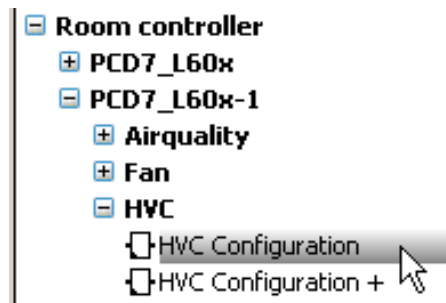 Room controller
PCD7_L60x
PCD7_L60x-1
Airquality
Fan
HVC
HVC Configuration
HVC Configuration +